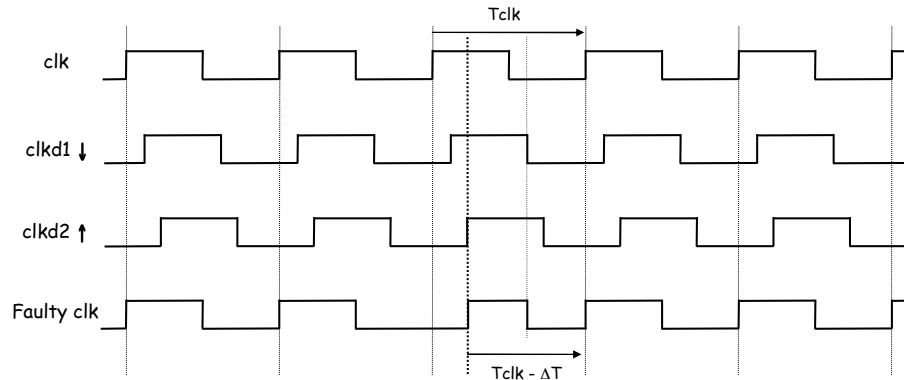 Tclk
clk
clkd1 ↓
clkd2 ↑
Faulty clk
Tclk - ΔT